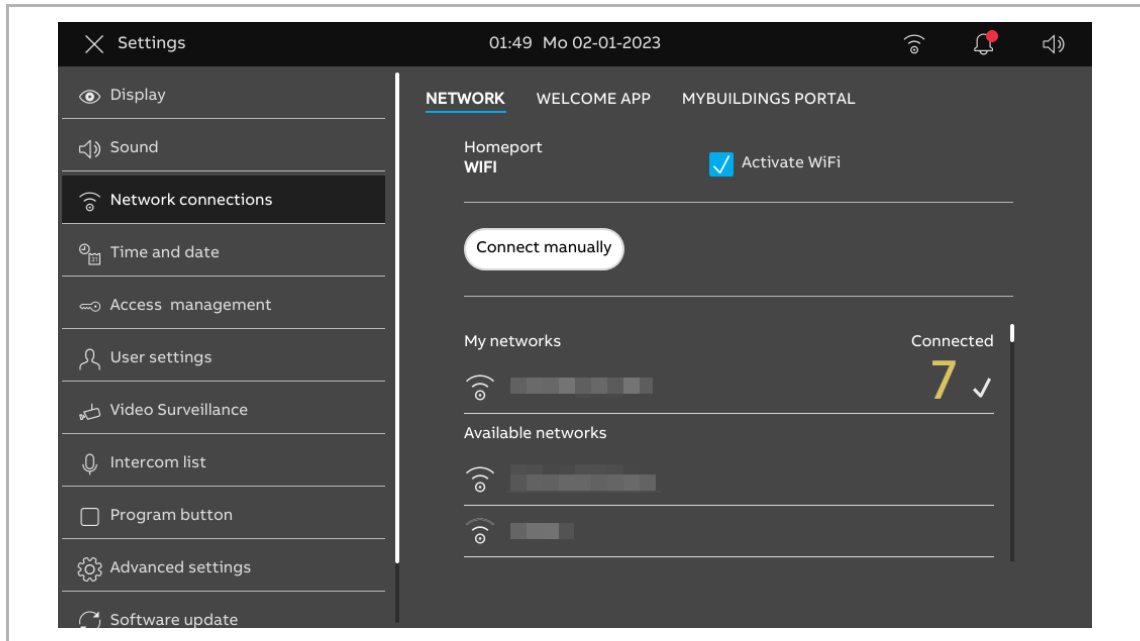 Settings
01:49 Mo 02-01-2023
Display
Sound
Network connections
Time and date
Access management
User settings
Video Surveillance
Intercom list
Program button
Advanced settings
Software update
NETWORK WELCOME APP MYBUILDINGS PORTAL
Homeport
WIFI
Activate WiFi
Connect manually
My networks
Connected
7
Available networks